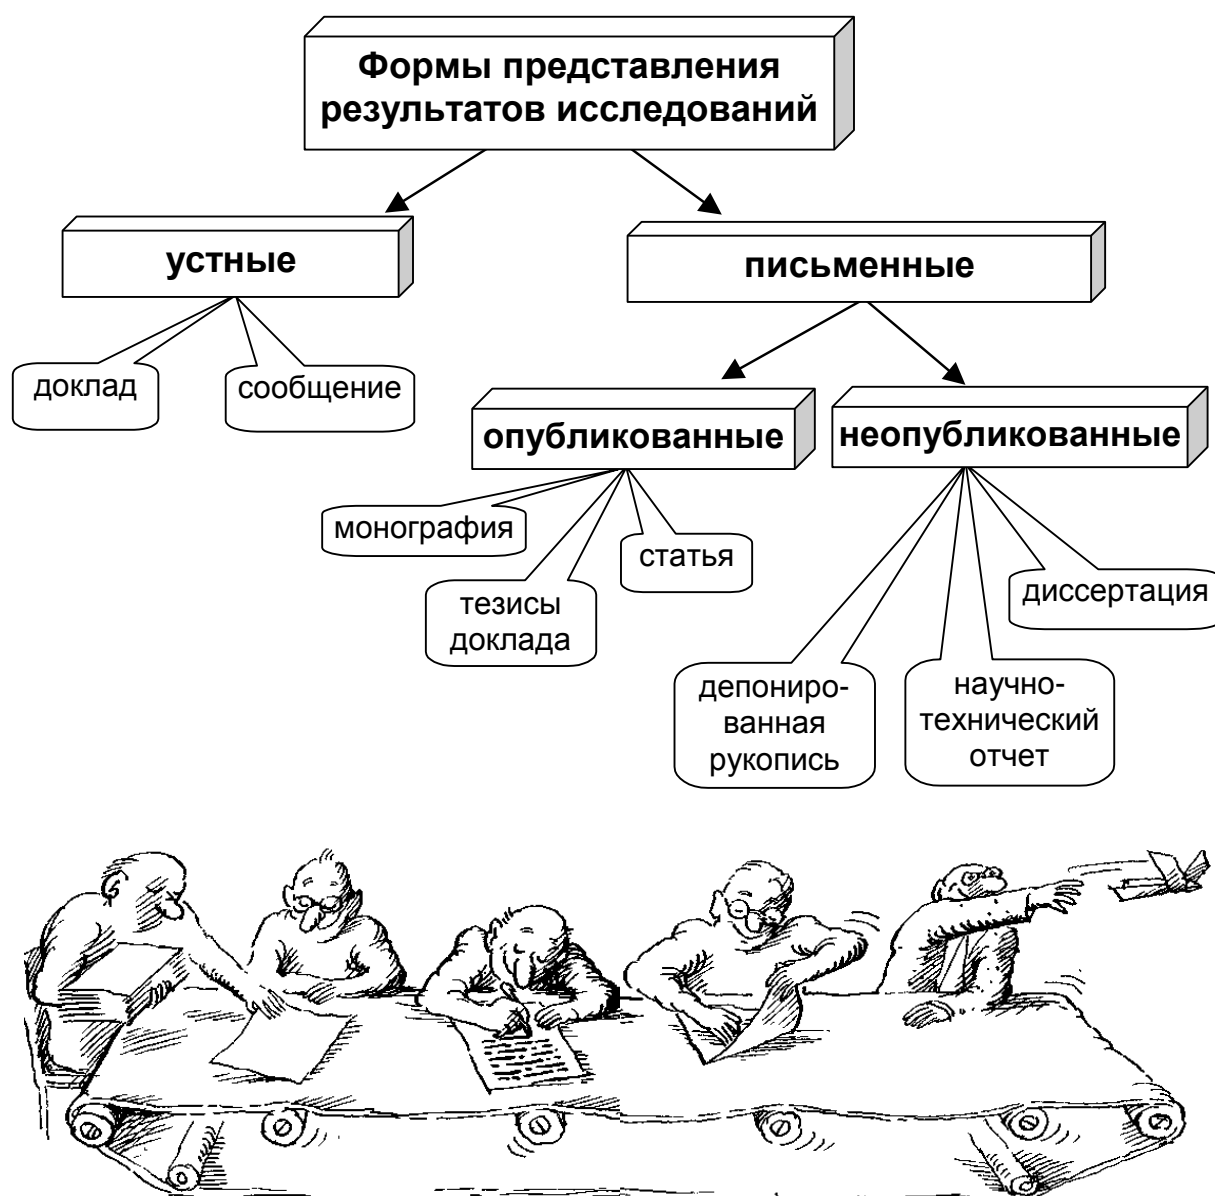 Формы представления
результатов исследований
устные
письменные
доклад
сообщение
опубликованные
неопубликованные
монография
статья
тезисы
доклада
диссертация
депониро-
ванная
рукопись
научно-
технический
отчет